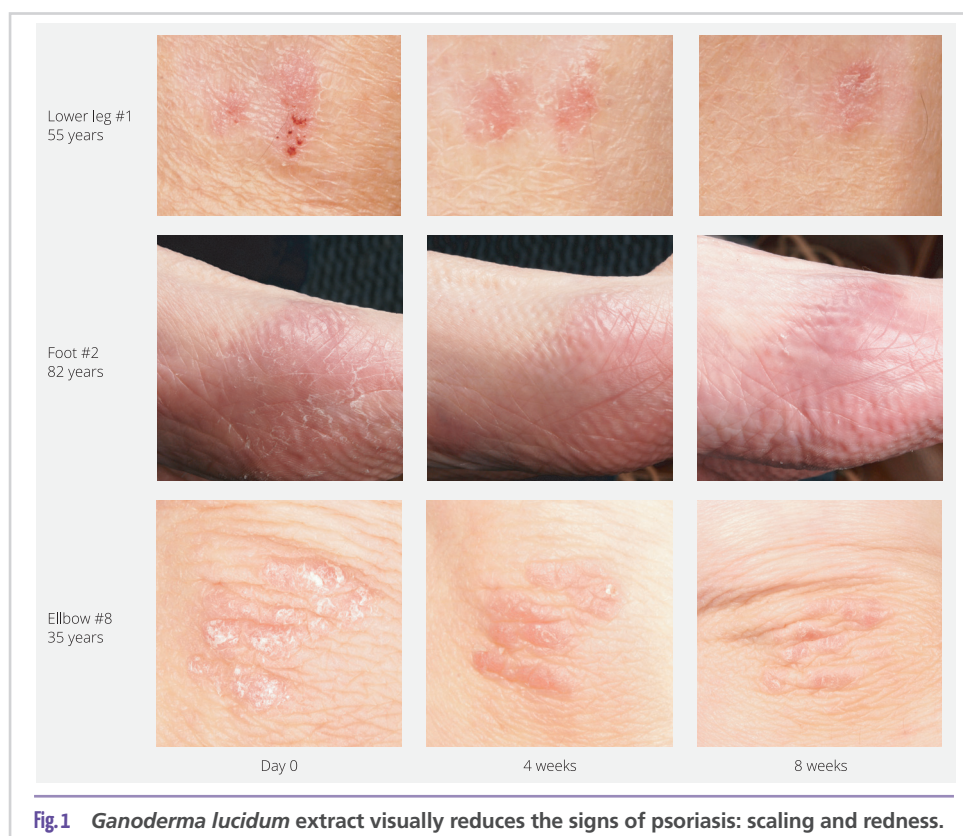 Lower leg #1
55 years
Foot #2
82 years
Ellbow #8
35 years
Day 0
4 weeks
8 weeks
Fig.1 Ganoderma lucidum extract visually reduces the signs of psoriasis: scaling and redness.